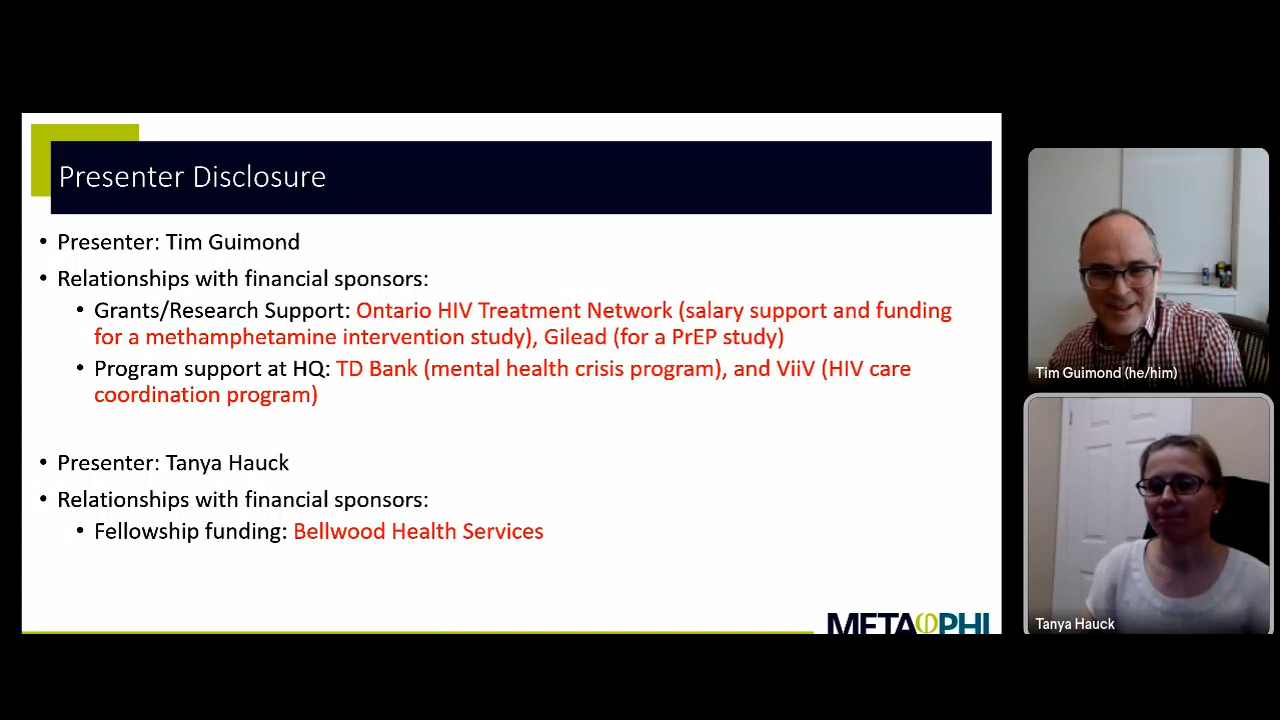 Presenter Disclosure
• Presenter: Tim Guimond
• Relationships with financial sponsors:
• Grants/Research Support: Ontario HIV Treatment Network (salary support and funding
for a methamphetamine intervention study), Gilead (for a PrEP study)
• Program support at HQ: TD Bank (mental health crisis program), and ViiV (HIV care
coordination program)
• Presenter: Tanya Hauck
• Relationships with financial sponsors:
• Fellowship funding: Bellwood Health Services
METAφPHI
Tim Guimond (he/him)
Tanya Hauck